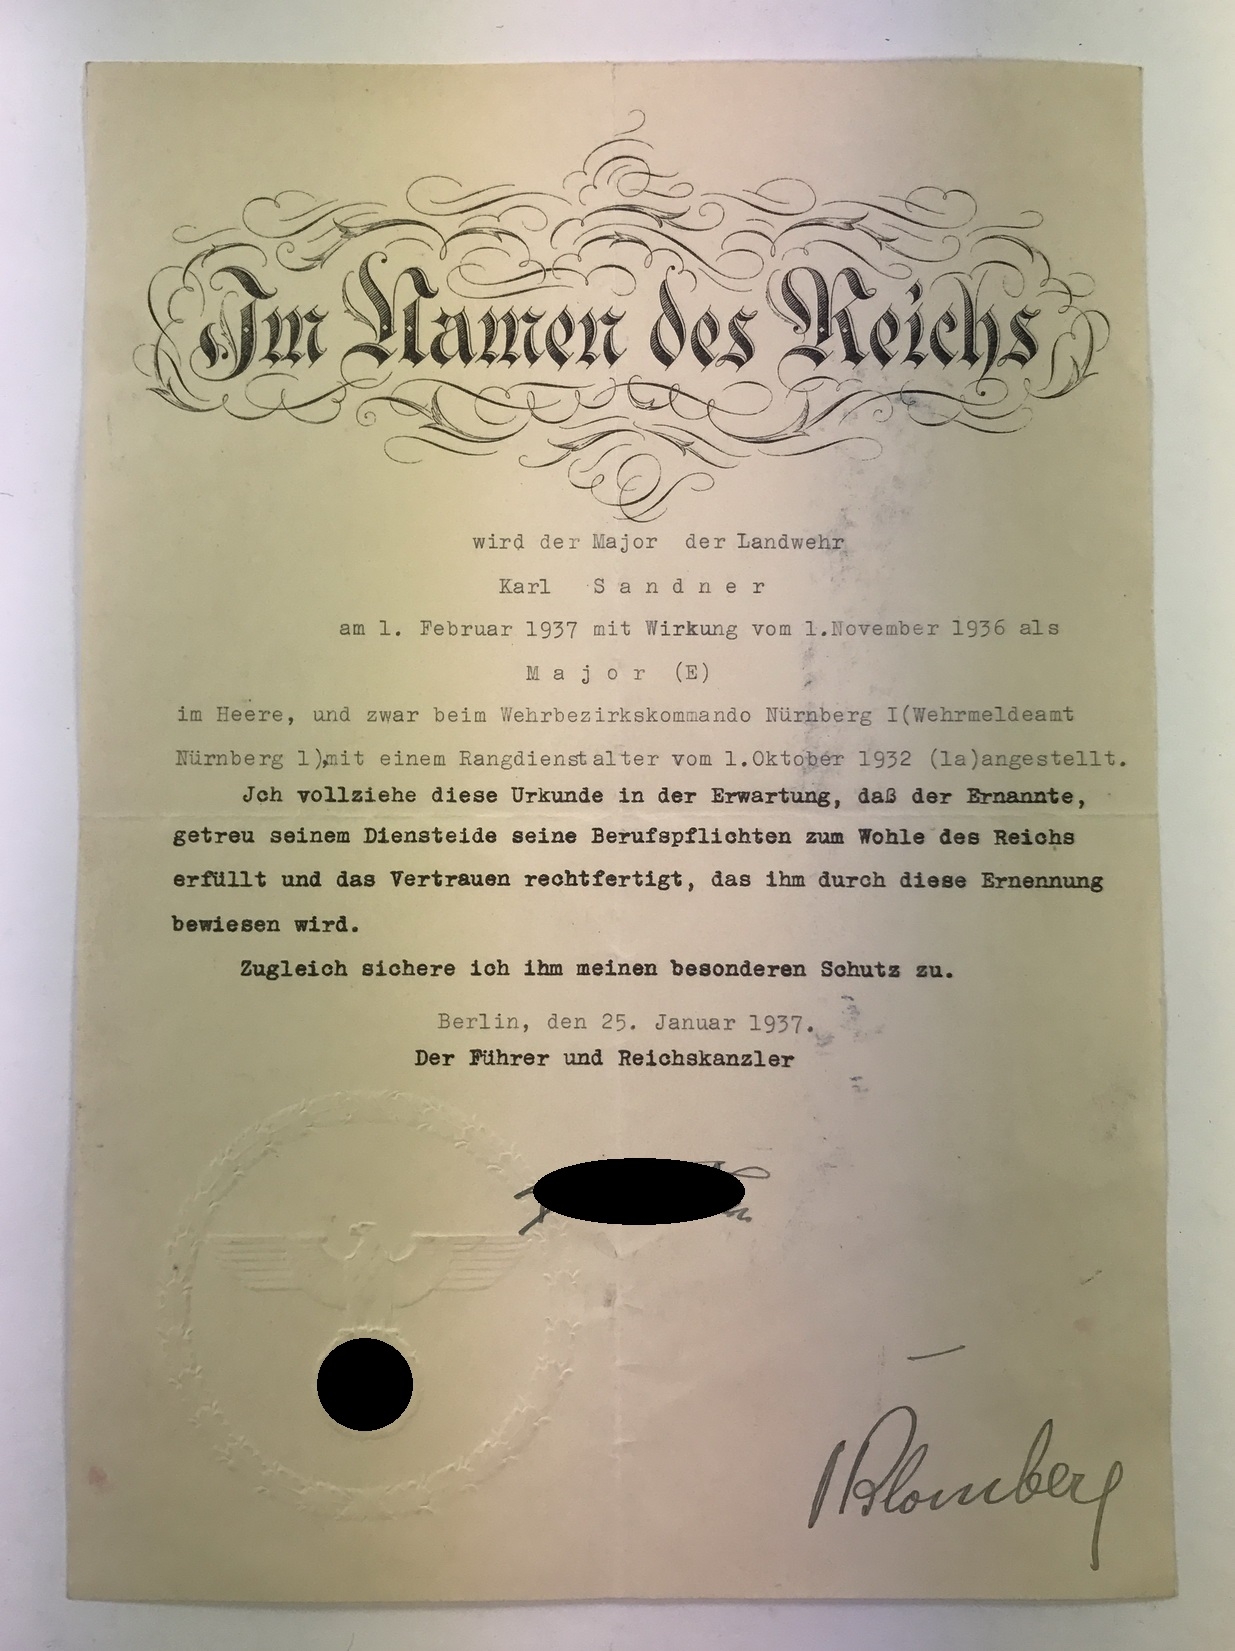 Im Namen des Reichs
wird der Major der Landwehr
Karl S a n d n e r
am 1. Februar 1937 mit Wirkung vom 1.November 1936 als
M a j o r (E)
im Heere, und zwar beim Wehrbezirkskommando Nürnberg I(Wehrmeldeamt
Nürnberg 1),mit einem Rangdienstalter vom 1.Oktober 1932 (1a)angestellt.
Jch vollziehe diese Urkunde in der Erwartung, daß der Ernannte,
getreu seinem Diensteide seine Berufspflichten zum Wohle des Reichs
erfüllt und das Vertrauen rechtfertigt, das ihm durch diese Ernennung
bewiesen wird.
Zugleich sichere ich ihm meinen besonderen Schutz zu.
Berlin, den 25. Januar 1937.
Der Führer und Reichskanzler
Blomberg